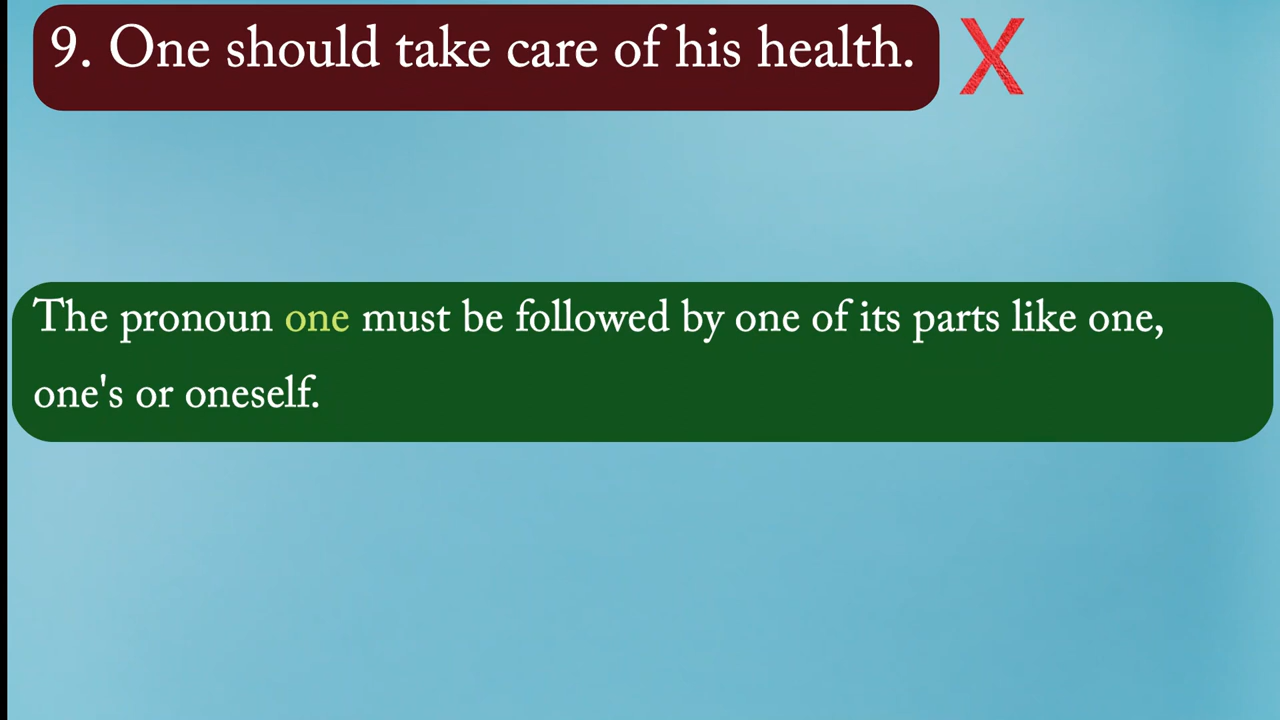 9. One should take care of his health. X
The pronoun one must be followed by one of its parts like one,
one's or oneself.